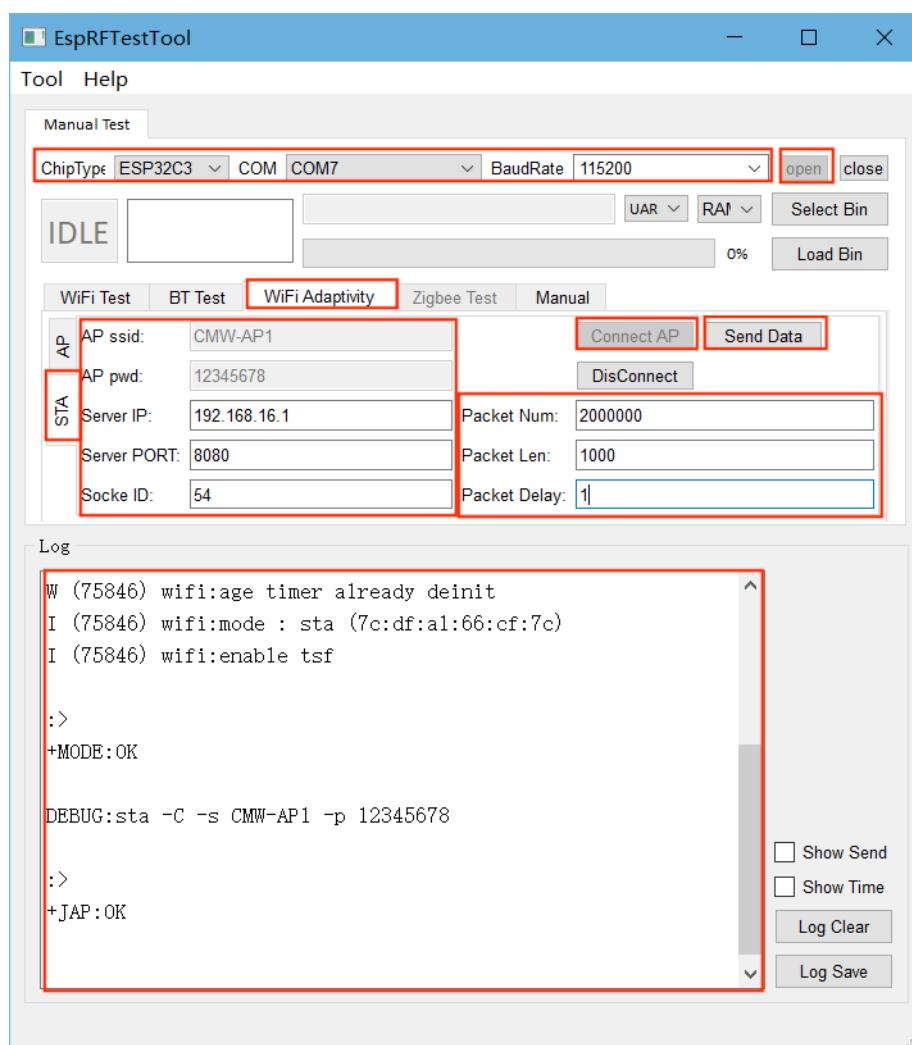 EspRFTestTool
Tool Help
Manual Test
ChipType ESP32C3 COM COM7 BaudRate 115200 open close
IDLE UAR RAM Select Bin
0% Load Bin
WiFi Test BT Test WiFi Adaptivity Zigbee Test Manual
AP
STA
AP ssid: CMW-AP1 Connect AP Send Data
AP pwd: 12345678 DisConnect
Server IP: 192.168.16.1 Packet Num: 2000000
Server PORT: 8080 Packet Len: 1000
Socke ID: 54 Packet Delay: 1
Log
W (75846) wifi:age timer already deinit
I (75846) wifi:mode : sta (7c:df:a1:66:cf:7c)
I (75846) wifi:enable tsf
:>
+MODE:OK
DEBUG:sta -C -s CMW-AP1 -p 12345678
:>
+JAP:OK
Show Send
Show Time
Log Clear
Log Save